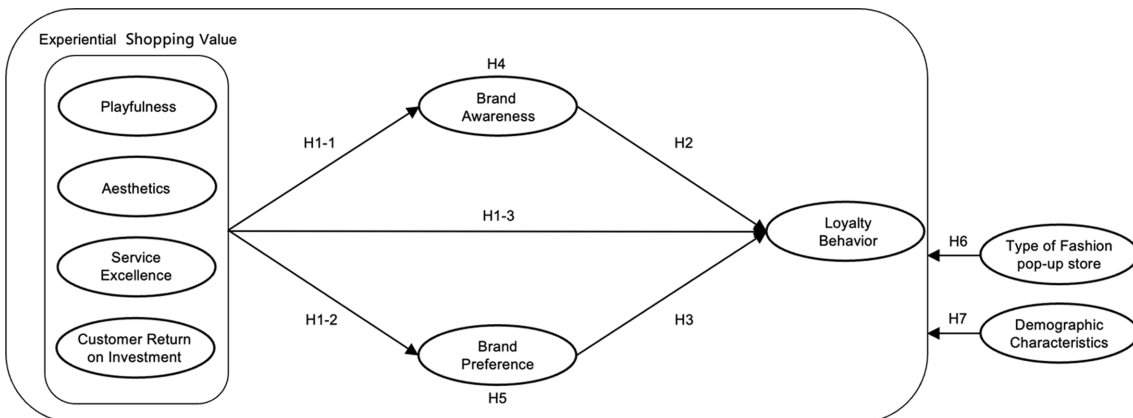 Experiential Shopping Value
Playfulness
Aesthetics
Service
Excellence
Customer Return
on Investment
H1-1
H1-3
H1-2
H4
Brand
Awareness
Brand
Preference
H5
H2
H3
Loyalty
Behavior
H6
Type of Fashion
pop-up store
H7
Demographic
Characteristics